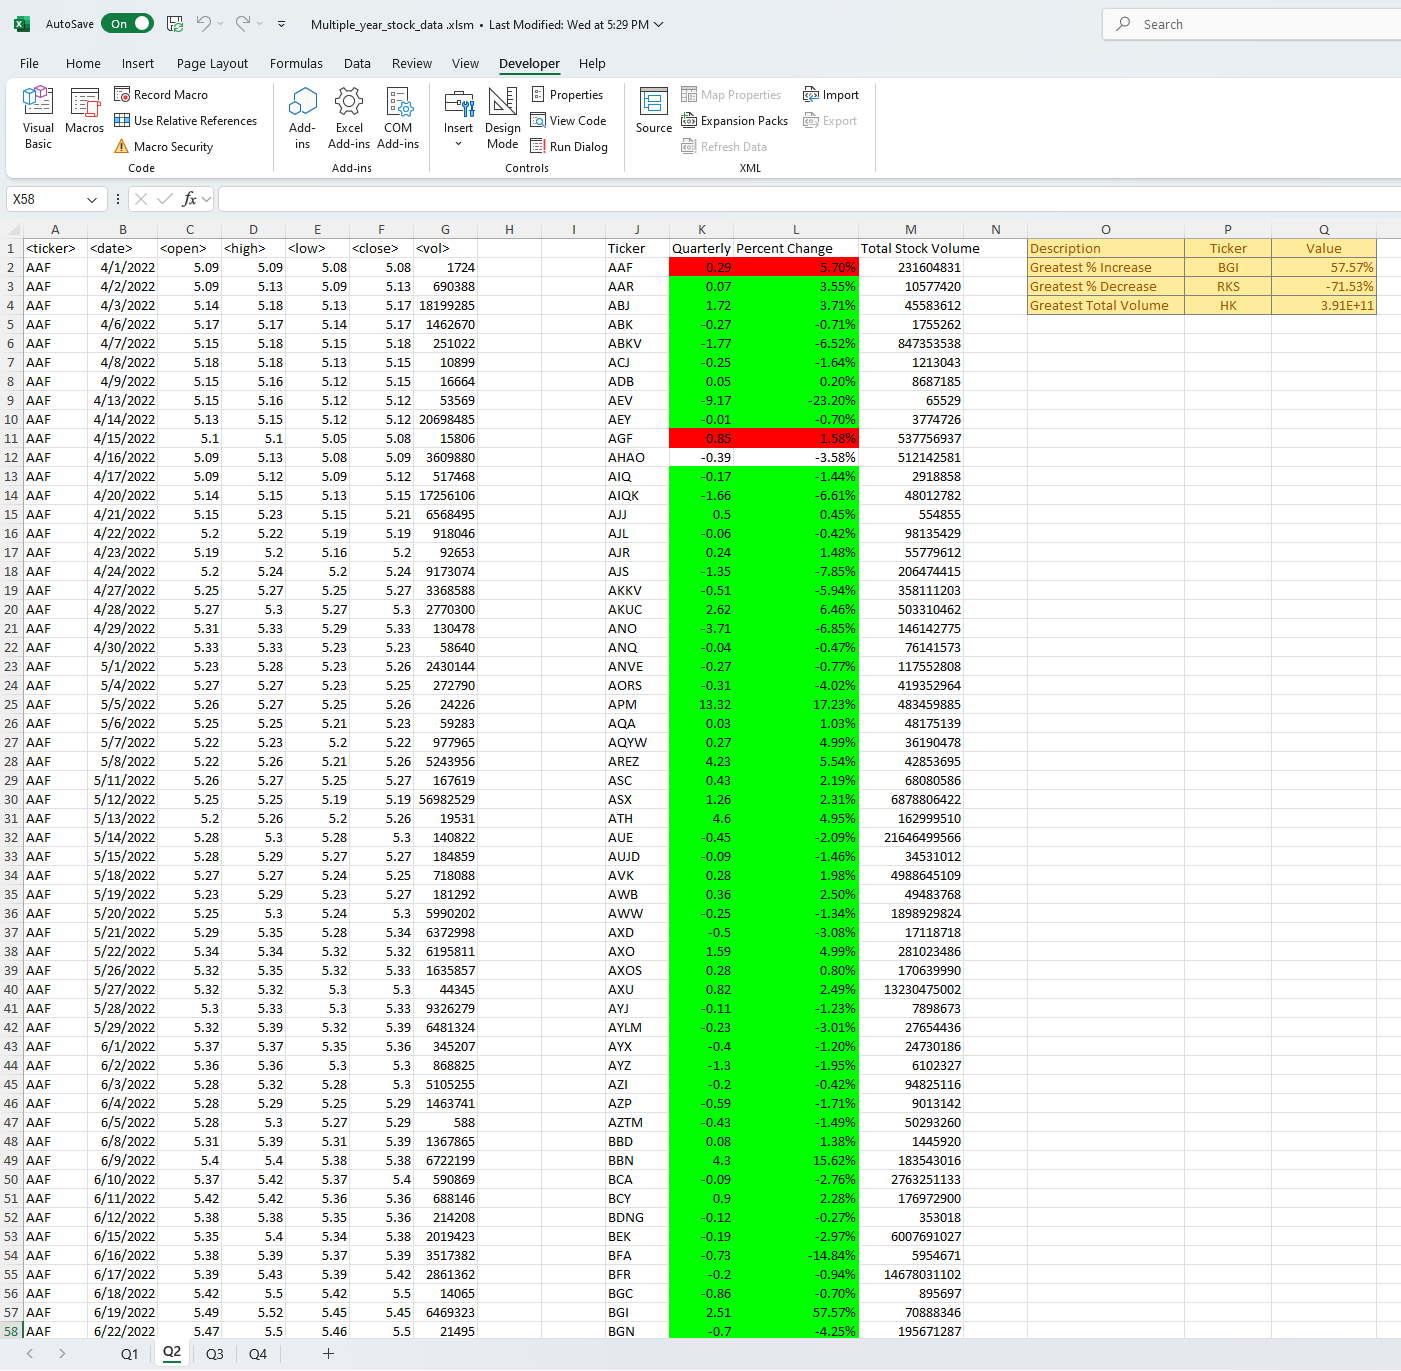 AutoSave On Multiple_year_stock_data .xlsm • Last Modified: Wed at 5:29 PM Search
File Home Insert Page Layout Formulas Data Review View Developer Help
Visual Basic
Macros
Record Macro
Use Relative References
Macro Security
Code
Add-ins
Excel Add-ins
COM Add-ins
Add-ins
Insert
Design Mode
Properties
View Code
Run Dialog
Controls
Source
Map Properties
Expansion Packs
Refresh Data
Import
Export
XML
X58 fx
A B C D E F G H I J K L M N O P Q
1 <ticker> <date> <open> <high> <low> <close> <vol> Ticker Quarterly Percent Change Total Stock Volume Description Ticker Value
2 AAF 4/1/2022 5.09 5.09 5.08 5.08 1724 AAF 0.29 5.70% 231604831 Greatest % Increase BGI 57.57%
3 AAF 4/2/2022 5.09 5.13 5.09 5.13 690388 AAR 0.07 3.55% 10577420 Greatest % Decrease RKS -71.53%
4 AAF 4/3/2022 5.14 5.18 5.13 5.17 18199285 ABJ 1.72 3.71% 45583612 Greatest Total Volume HK 3.91E+11
5 AAF 4/6/2022 5.17 5.17 5.14 5.17 1462670 ABK -0.27 -0.71% 1755262
6 AAF 4/7/2022 5.15 5.18 5.15 5.18 251022 ABKV -1.77 -6.52% 847353538
7 AAF 4/8/2022 5.18 5.18 5.13 5.15 10899 ACJ -0.25 -1.64% 1213043
8 AAF 4/9/2022 5.15 5.16 5.12 5.15 16664 ADB 0.05 0.20% 8687185
9 AAF 4/13/2022 5.15 5.16 5.12 5.12 53569 AEV -9.17 -23.20% 65529
10 AAF 4/14/2022 5.13 5.15 5.12 5.12 20698485 AEY -0.01 -0.70% 3774726
11 AAF 4/15/2022 5.1 5.1 5.05 5.08 15806 AGF 0.85 1.58% 537756937
12 AAF 4/16/2022 5.09 5.13 5.08 5.09 3609880 AHAO -0.39 -3.58% 512142581
13 AAF 4/17/2022 5.09 5.12 5.09 5.12 517468 AIQ -0.17 -1.44% 2918858
14 AAF 4/20/2022 5.14 5.15 5.13 5.15 17256106 AIQK -1.66 -6.61% 48012782
15 AAF 4/21/2022 5.15 5.23 5.15 5.21 6568495 AJJ 0.5 0.45% 554855
16 AAF 4/22/2022 5.2 5.22 5.19 5.19 918046 AJL -0.06 -0.42% 98135429
17 AAF 4/23/2022 5.19 5.2 5.16 5.2 92653 AJR 0.24 1.48% 55779612
18 AAF 4/24/2022 5.2 5.24 5.2 5.24 9173074 AJS -1.35 -7.85% 206474415
19 AAF 4/27/2022 5.25 5.27 5.25 5.27 3368588 AKKV -0.51 -5.94% 358111203
20 AAF 4/28/2022 5.27 5.3 5.27 5.3 2770300 AKUC 2.62 6.46% 503310462
21 AAF 4/29/2022 5.31 5.33 5.29 5.33 130478 ANO -3.71 -6.85% 146142775
22 AAF 4/30/2022 5.33 5.33 5.23 5.23 58640 ANQ -0.04 -0.47% 76141573
23 AAF 5/1/2022 5.23 5.28 5.23 5.26 2430144 ANVE -0.27 -0.77% 117552808
24 AAF 5/4/2022 5.27 5.27 5.23 5.25 272790 AORS -0.31 -4.02% 419352964
25 AAF 5/5/2022 5.26 5.27 5.25 5.26 24226 APM 13.32 17.23% 483459885
26 AAF 5/6/2022 5.25 5.25 5.21 5.23 59283 AQA 0.03 1.03% 48175139
27 AAF 5/7/2022 5.22 5.23 5.2 5.22 977965 AQYW 0.27 4.99% 36190478
28 AAF 5/8/2022 5.22 5.26 5.21 5.26 5243956 AREZ 4.23 5.54% 42853695
29 AAF 5/11/2022 5.26 5.27 5.25 5.27 167619 ASC 0.43 2.19% 68080586
30 AAF 5/12/2022 5.25 5.25 5.19 5.19 56982529 ASX 1.26 2.31% 6878806422
31 AAF 5/13/2022 5.2 5.26 5.2 5.26 19531 ATH 4.6 4.95% 162999510
32 AAF 5/14/2022 5.28 5.3 5.28 5.3 140822 AUE -0.45 -2.09% 21646499566
33 AAF 5/15/2022 5.28 5.29 5.27 5.27 184859 AUJD -0.09 -1.46% 34531012
34 AAF 5/18/2022 5.27 5.27 5.24 5.25 718088 AVK 0.28 1.98% 4988645109
35 AAF 5/19/2022 5.23 5.29 5.23 5.27 181292 AWB 0.36 2.50% 49483768
36 AAF 5/20/2022 5.25 5.3 5.24 5.3 5990202 AWW -0.25 -1.34% 1898929824
37 AAF 5/21/2022 5.29 5.35 5.28 5.34 6372998 AXD -0.5 -3.08% 17118718
38 AAF 5/22/2022 5.34 5.34 5.32 5.32 6195811 AXO 1.59 4.99% 281023486
39 AAF 5/26/2022 5.32 5.35 5.32 5.33 1635857 AXOS 0.28 0.80% 170639990
40 AAF 5/27/2022 5.32 5.32 5.3 5.3 44345 AXU 0.82 2.49% 13230475002
41 AAF 5/28/2022 5.3 5.33 5.3 5.33 9326279 AYJ -0.11 -1.23% 7898673
42 AAF 5/29/2022 5.32 5.39 5.32 5.39 6481324 AYLM -0.23 -3.01% 27654436
43 AAF 6/1/2022 5.37 5.37 5.35 5.36 345207 AYX -0.4 -1.20% 24730186
44 AAF 6/2/2022 5.36 5.36 5.3 5.3 868825 AYZ -1.3 -1.95% 6102327
45 AAF 6/3/2022 5.28 5.32 5.28 5.3 5105255 AZI -0.2 -0.42% 94825116
46 AAF 6/4/2022 5.28 5.29 5.25 5.29 1463741 AZP -0.59 -1.71% 9013142
47 AAF 6/5/2022 5.28 5.3 5.27 5.29 588 AZTM -0.43 -1.49% 50293260
48 AAF 6/8/2022 5.31 5.39 5.31 5.39 1367865 BBD 0.08 1.38% 1445920
49 AAF 6/9/2022 5.4 5.4 5.38 5.38 6722199 BBN 4.3 15.62% 183543016
50 AAF 6/10/2022 5.37 5.42 5.37 5.4 590869 BCA -0.09 -2.76% 2763251133
51 AAF 6/11/2022 5.42 5.42 5.36 5.36 688146 BCY 0.9 2.28% 176972900
52 AAF 6/12/2022 5.38 5.38 5.35 5.36 214208 BDNG -0.12 -0.27% 353018
53 AAF 6/15/2022 5.35 5.4 5.34 5.38 2019423 BEK -0.19 -2.97% 6007691027
54 AAF 6/16/2022 5.38 5.39 5.37 5.39 3517382 BFA -0.73 -14.84% 5954671
55 AAF 6/17/2022 5.39 5.43 5.39 5.42 2861362 BFR -0.2 -0.94% 14678031102
56 AAF 6/18/2022 5.42 5.5 5.42 5.5 14065 BGC -0.86 -0.70% 895697
57 AAF 6/19/2022 5.49 5.52 5.45 5.45 6469323 BGI 2.51 57.57% 70888346
58 AAF 6/22/2022 5.47 5.5 5.46 5.5 21495 BGN -0.7 -4.25% 195671287
Q1 Q2 Q3 Q4